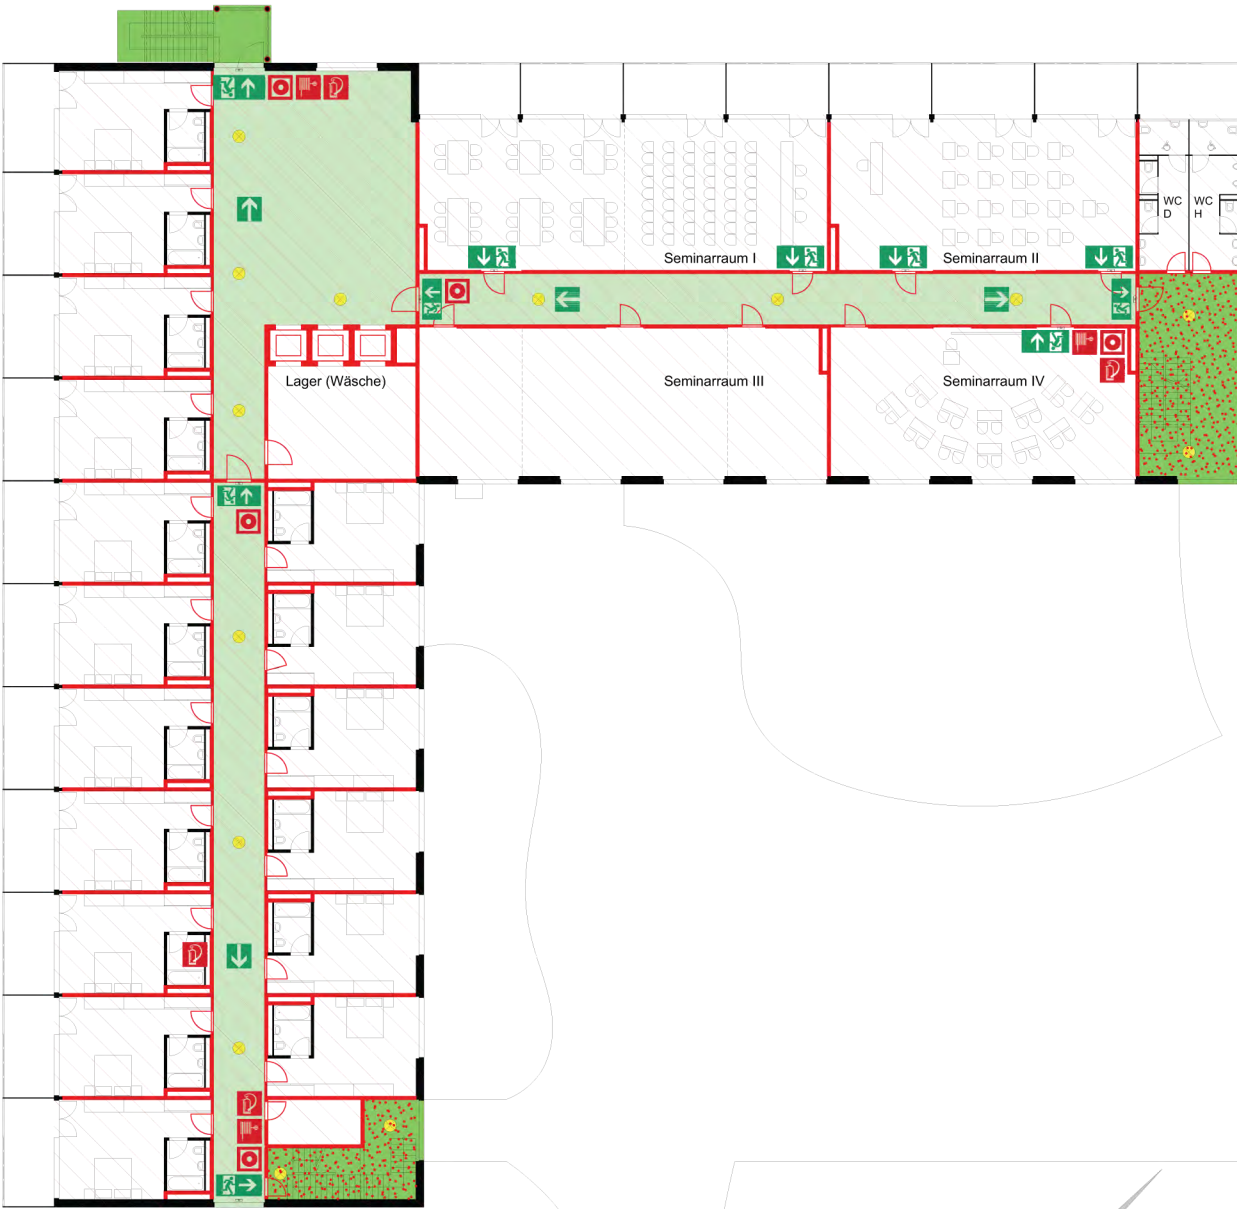 WC
D
WC
H
Seminarraum I
Seminarraum II
Lager (Wäsche)
Seminarraum III
Seminarraum IV